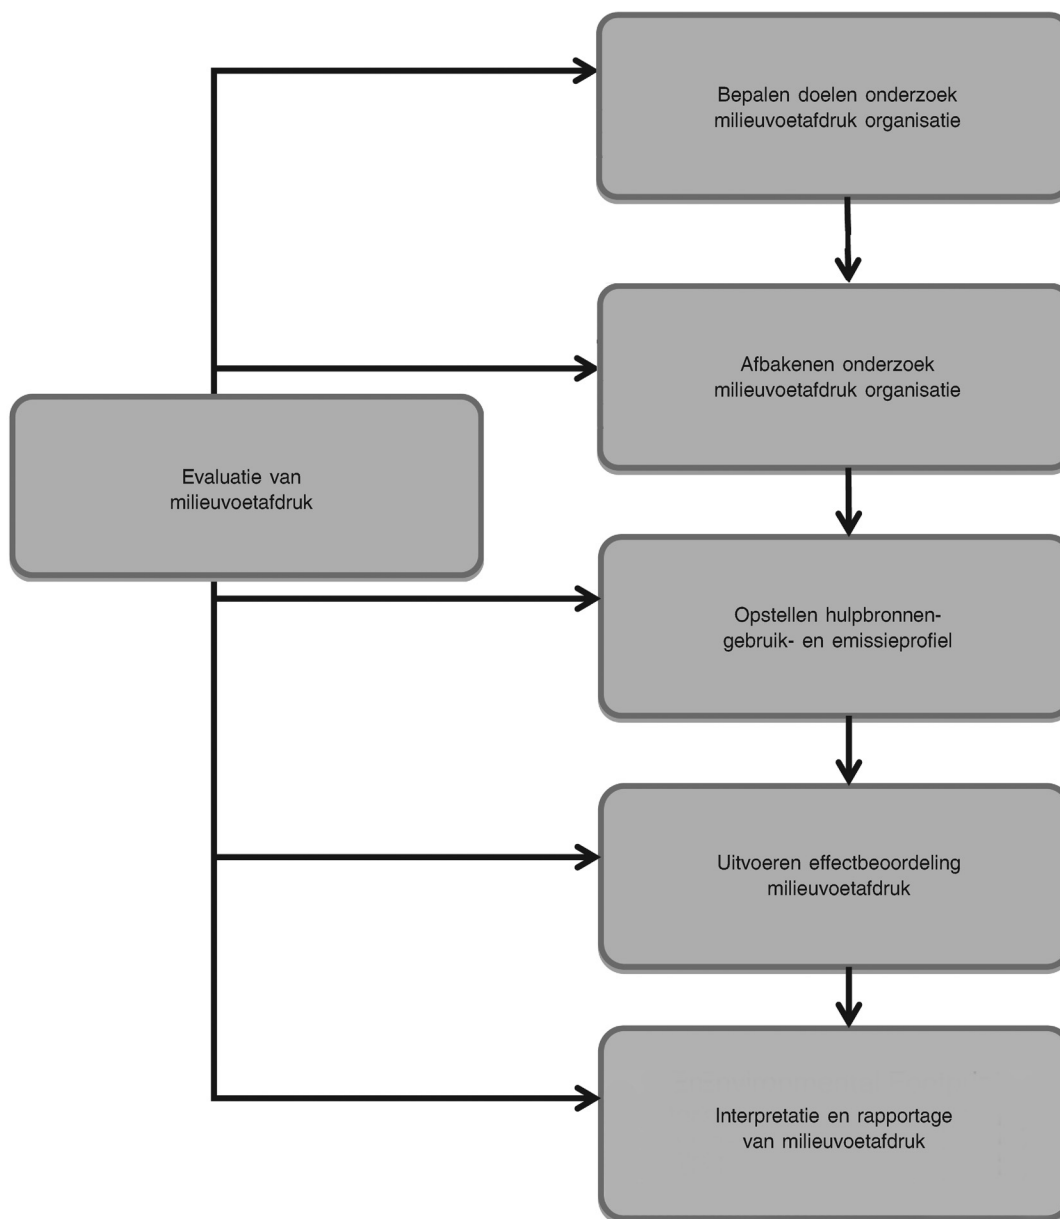 Bepalen doelen onderzoek
milieuvoetafdruk organisatie
Afbakenen onderzoek
milieuvoetafdruk organisatie
Evaluatie van
milieuvoetafdruk
Opstellen hulpbronnen-
gebruik- en emissieprofiel
Uitvoeren effectbeoordeling
milieuvoetafdruk
Interpretatie en rapportage
van milieuvoetafdruk